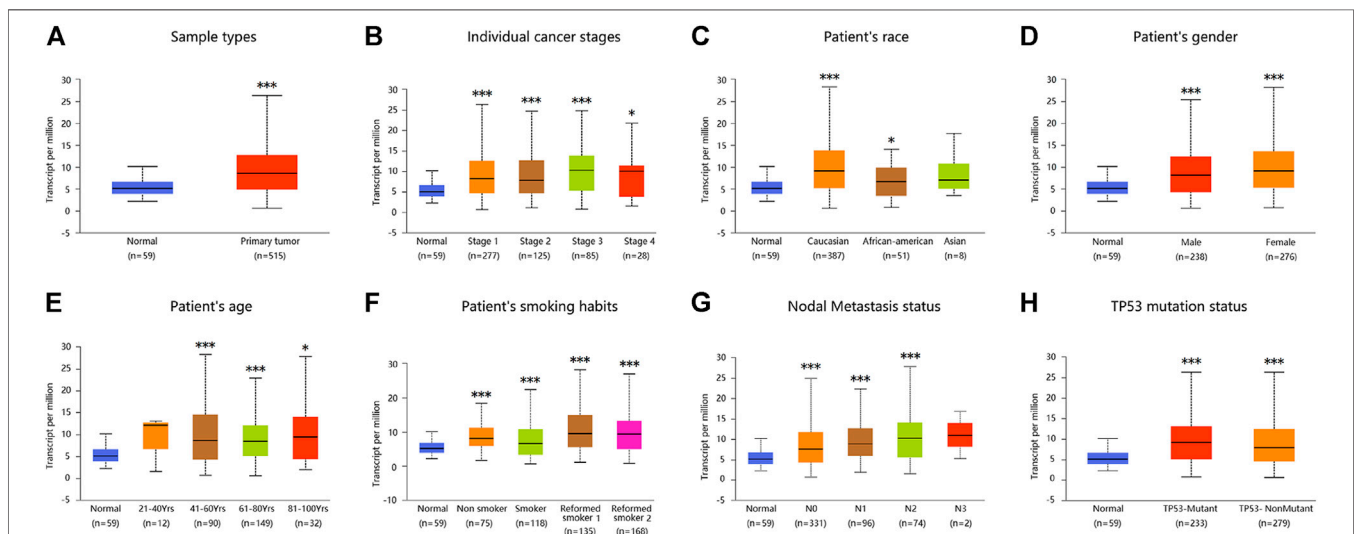 A Sample types
***
Transcript per million
30
25
20
15
10
5
0
-5
Normal
(n=59)
Primary tumor
(n=515)
B Individual cancer stages
*** *** *** *
Transcript per million
30
25
20
15
10
5
0
-5
Normal Stage 1 Stage 2 Stage 3 Stage 4
(n=59) (n=277) (n=125) (n=85) (n=28)
C Patient's race
*** *
Transcript per million
30
25
20
15
10
5
0
-5
Normal Caucasian African-american Asian
(n=59) (n=387) (n=51) (n=8)
D Patient's gender
*** ***
Transcript per million
30
25
20
15
10
5
0
-5
Normal Male Female
(n=59) (n=238) (n=276)
E Patient's age
*** *** *
Transcript per million
30
25
20
15
10
5
0
-5
Normal 21-40Yrs 41-60Yrs 61-80Yrs 81-100Yrs
(n=59) (n=12) (n=90) (n=149) (n=32)
F Patient's smoking habits
*** *** *** ***
Transcript per million
30
25
20
15
10
5
0
-10
Normal Non smoker Smoker Reformed Reformed
smoker 1 smoker 2
(n=59) (n=75) (n=118) (n=135) (n=168)
G Nodal Metastasis status
*** *** ***
Transcript per million
30
25
20
15
10
5
0
-5
Normal N0 N1 N2 N3
(n=59) (n=331) (n=96) (n=74) (n=2)
H TP53 mutation status
*** ***
Transcript per million
30
25
20
15
10
5
0
-5
Normal TP53-Mutant TP53- NonMutant
(n=59) (n=233) (n=279)